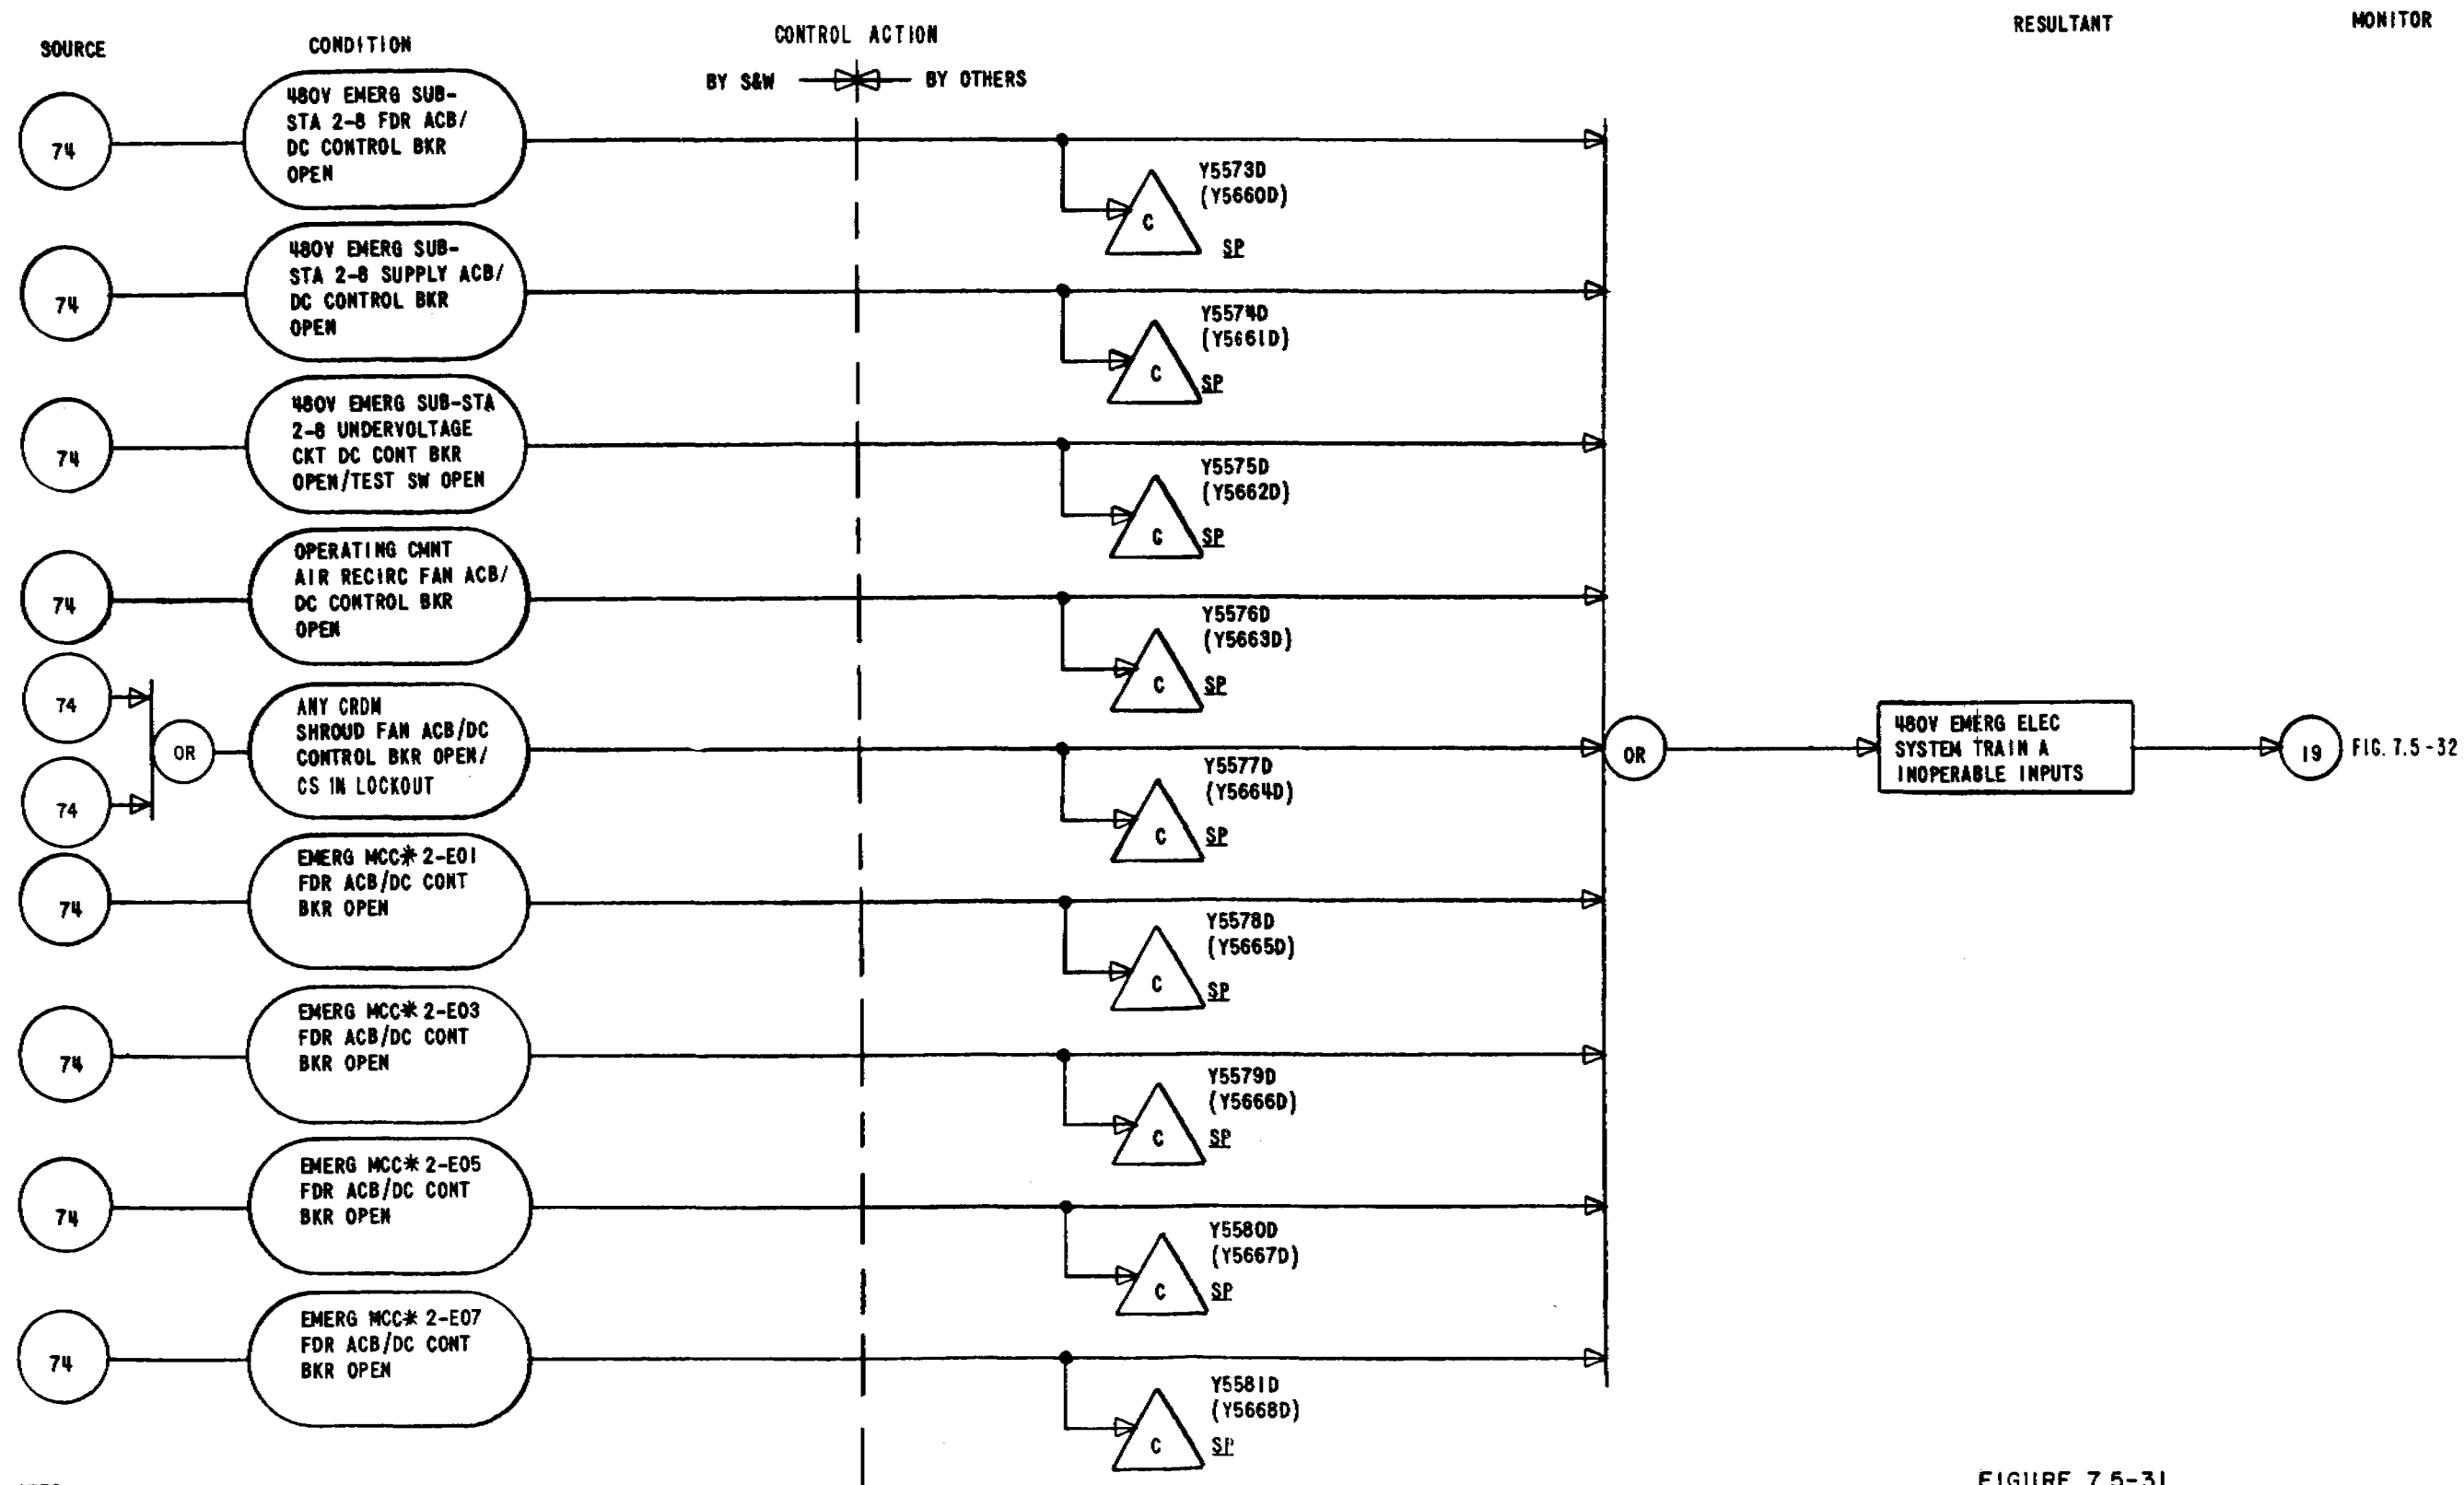 SOURCE
CONDITION
CONTROL ACTION
BY S&W
BY OTHERS
RESULTANT
MONITOR
74
480V EMERG SUB-
STA 2-8 FDR ACB/
DC CONTROL BKR
OPEN
Y5573D
(Y5660D)
C
SP
74
480V EMERG SUB-
STA 2-8 SUPPLY ACB/
DC CONTROL BKR
OPEN
Y5574D
(Y5661D)
C
SP
74
480V EMERG SUB-STA
2-8 UNDERVOLTAGE
CKT DC CONT BKR
OPEN/TEST SW OPEN
Y5575D
(Y5662D)
C
SP
74
OPERATING CMNT
AIR RECIRC FAN ACB/
DC CONTROL BKR
OPEN
Y5576D
(Y5663D)
C
SP
74
74
OR
ANY CRDM
SHROUD FAN ACB/DC
CONTROL BKR OPEN/
CS IN LOCKOUT
Y5577D
(Y5664D)
C
SP
OR
480V EMERG ELEC
SYSTEM TRAIN A
INOPERABLE INPUTS
19
FIG. 7.5-32
74
EMERG MCC* 2-E01
FDR ACB/DC CONT
BKR OPEN
Y5578D
(Y5665D)
C
SP
74
EMERG MCC* 2-E03
FDR ACB/DC CONT
BKR OPEN
Y5579D
(Y5666D)
C
SP
74
EMERG MCC* 2-E05
FDR ACB/DC CONT
BKR OPEN
Y5580D
(Y5667D)
C
SP
74
EMERG MCC* 2-E07
FDR ACB/DC CONT
BKR OPEN
Y5581D
(Y5668D)
C
SP
FIGURE 7.5-31